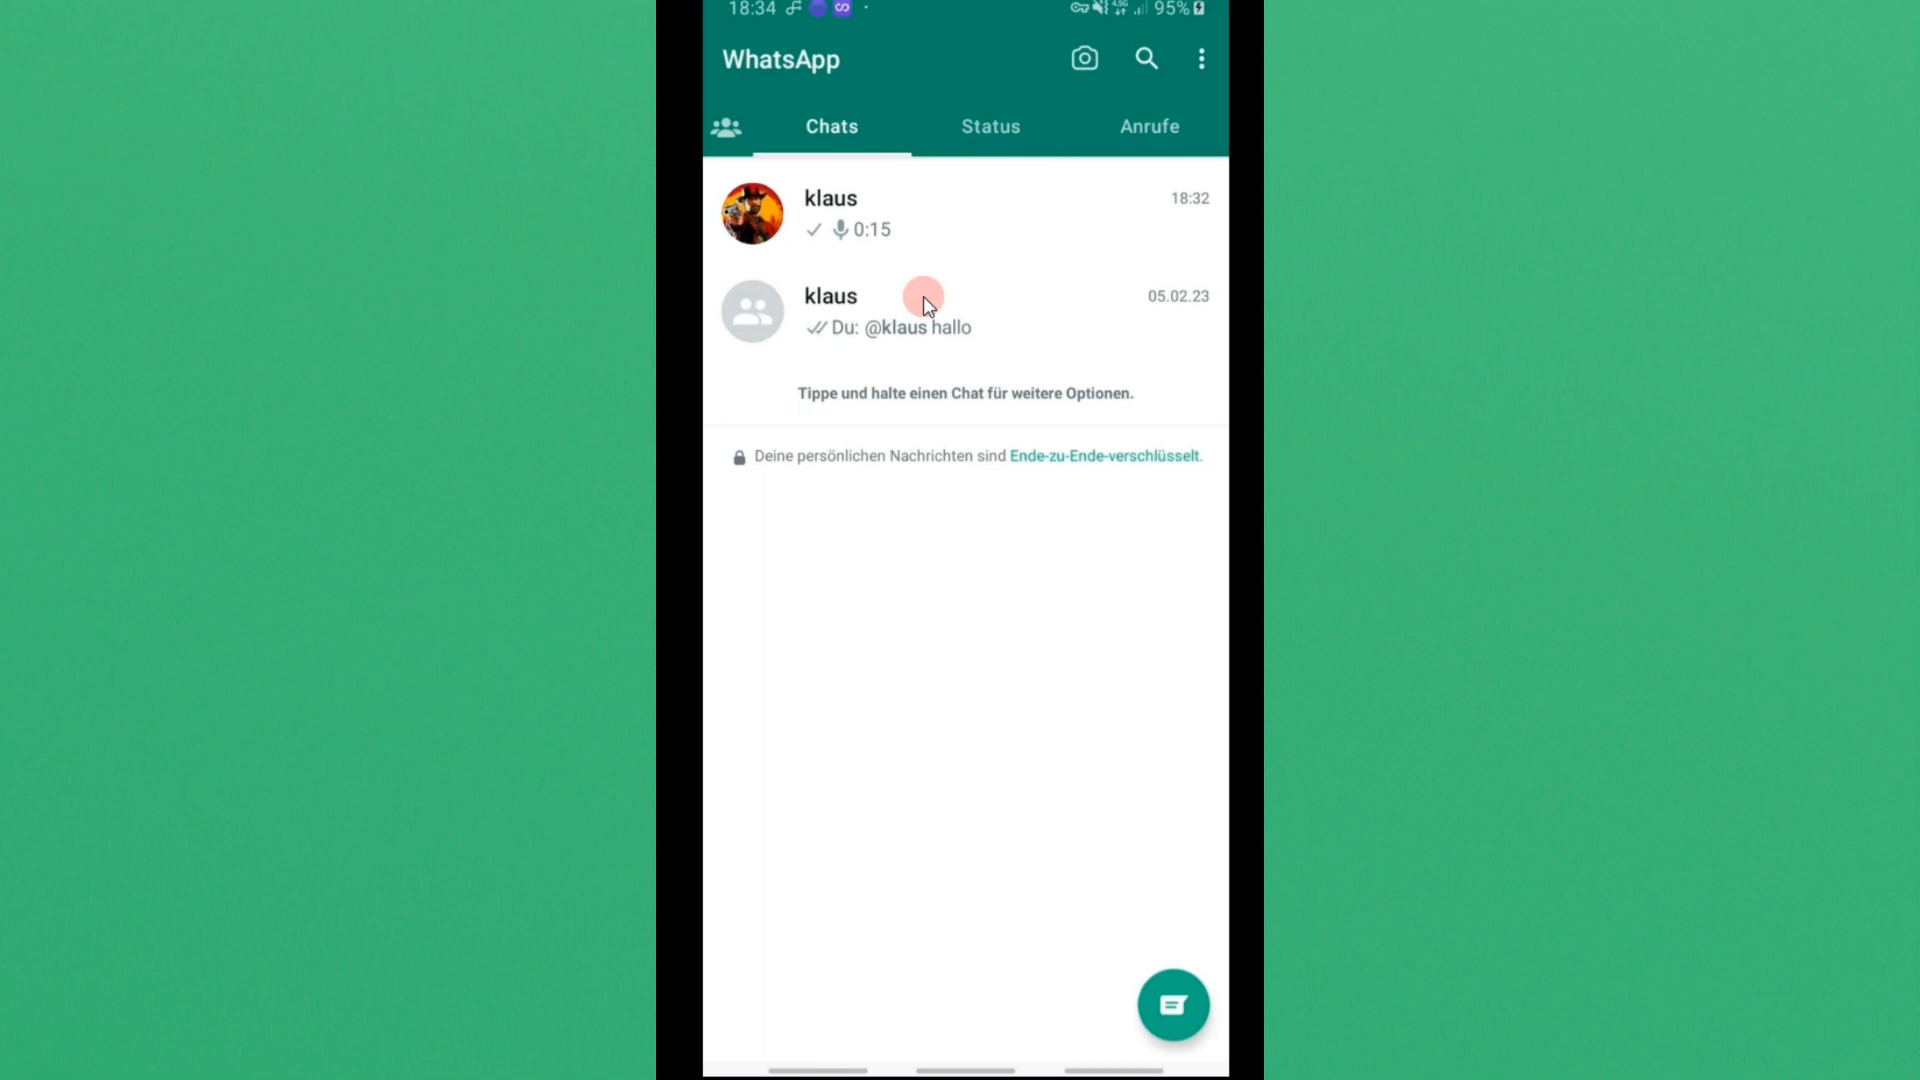 18:34 95%
WhatsApp
Chats Status Anrufe
klaus 18:32
0:15
klaus 05.02.23
Du: @klaus hallo
Tippe und halte einen Chat für weitere Optionen.
Deine persönlichen Nachrichten sind Ende-zu-Ende-verschlüsselt.